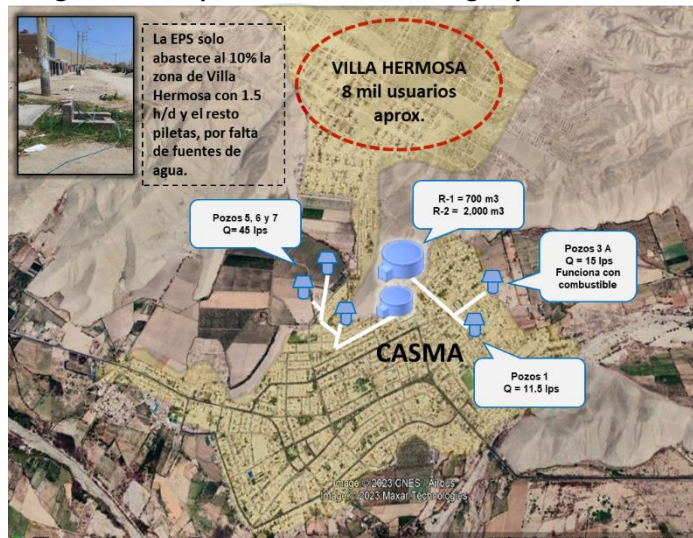 La EPS solo
abastece al 10% la
zona de Villa
Hermosa con 1.5
h/d y el resto
piletas, por falta
de fuentes de
agua.
VILLA HERMOSA
8 mil usuarios
aprox.
R-1 = 700 m3
R-2 = 2,000 m3
Pozos 5, 6 y 7
Q= 45 lps
Pozos 3 A
Q = 15 lps
Funciona con
combustible
CASMA
Pozos 1
Q = 11.5 lps
Image © 2023 CNES / Airbus
Image © 2023 Maxar Technologies